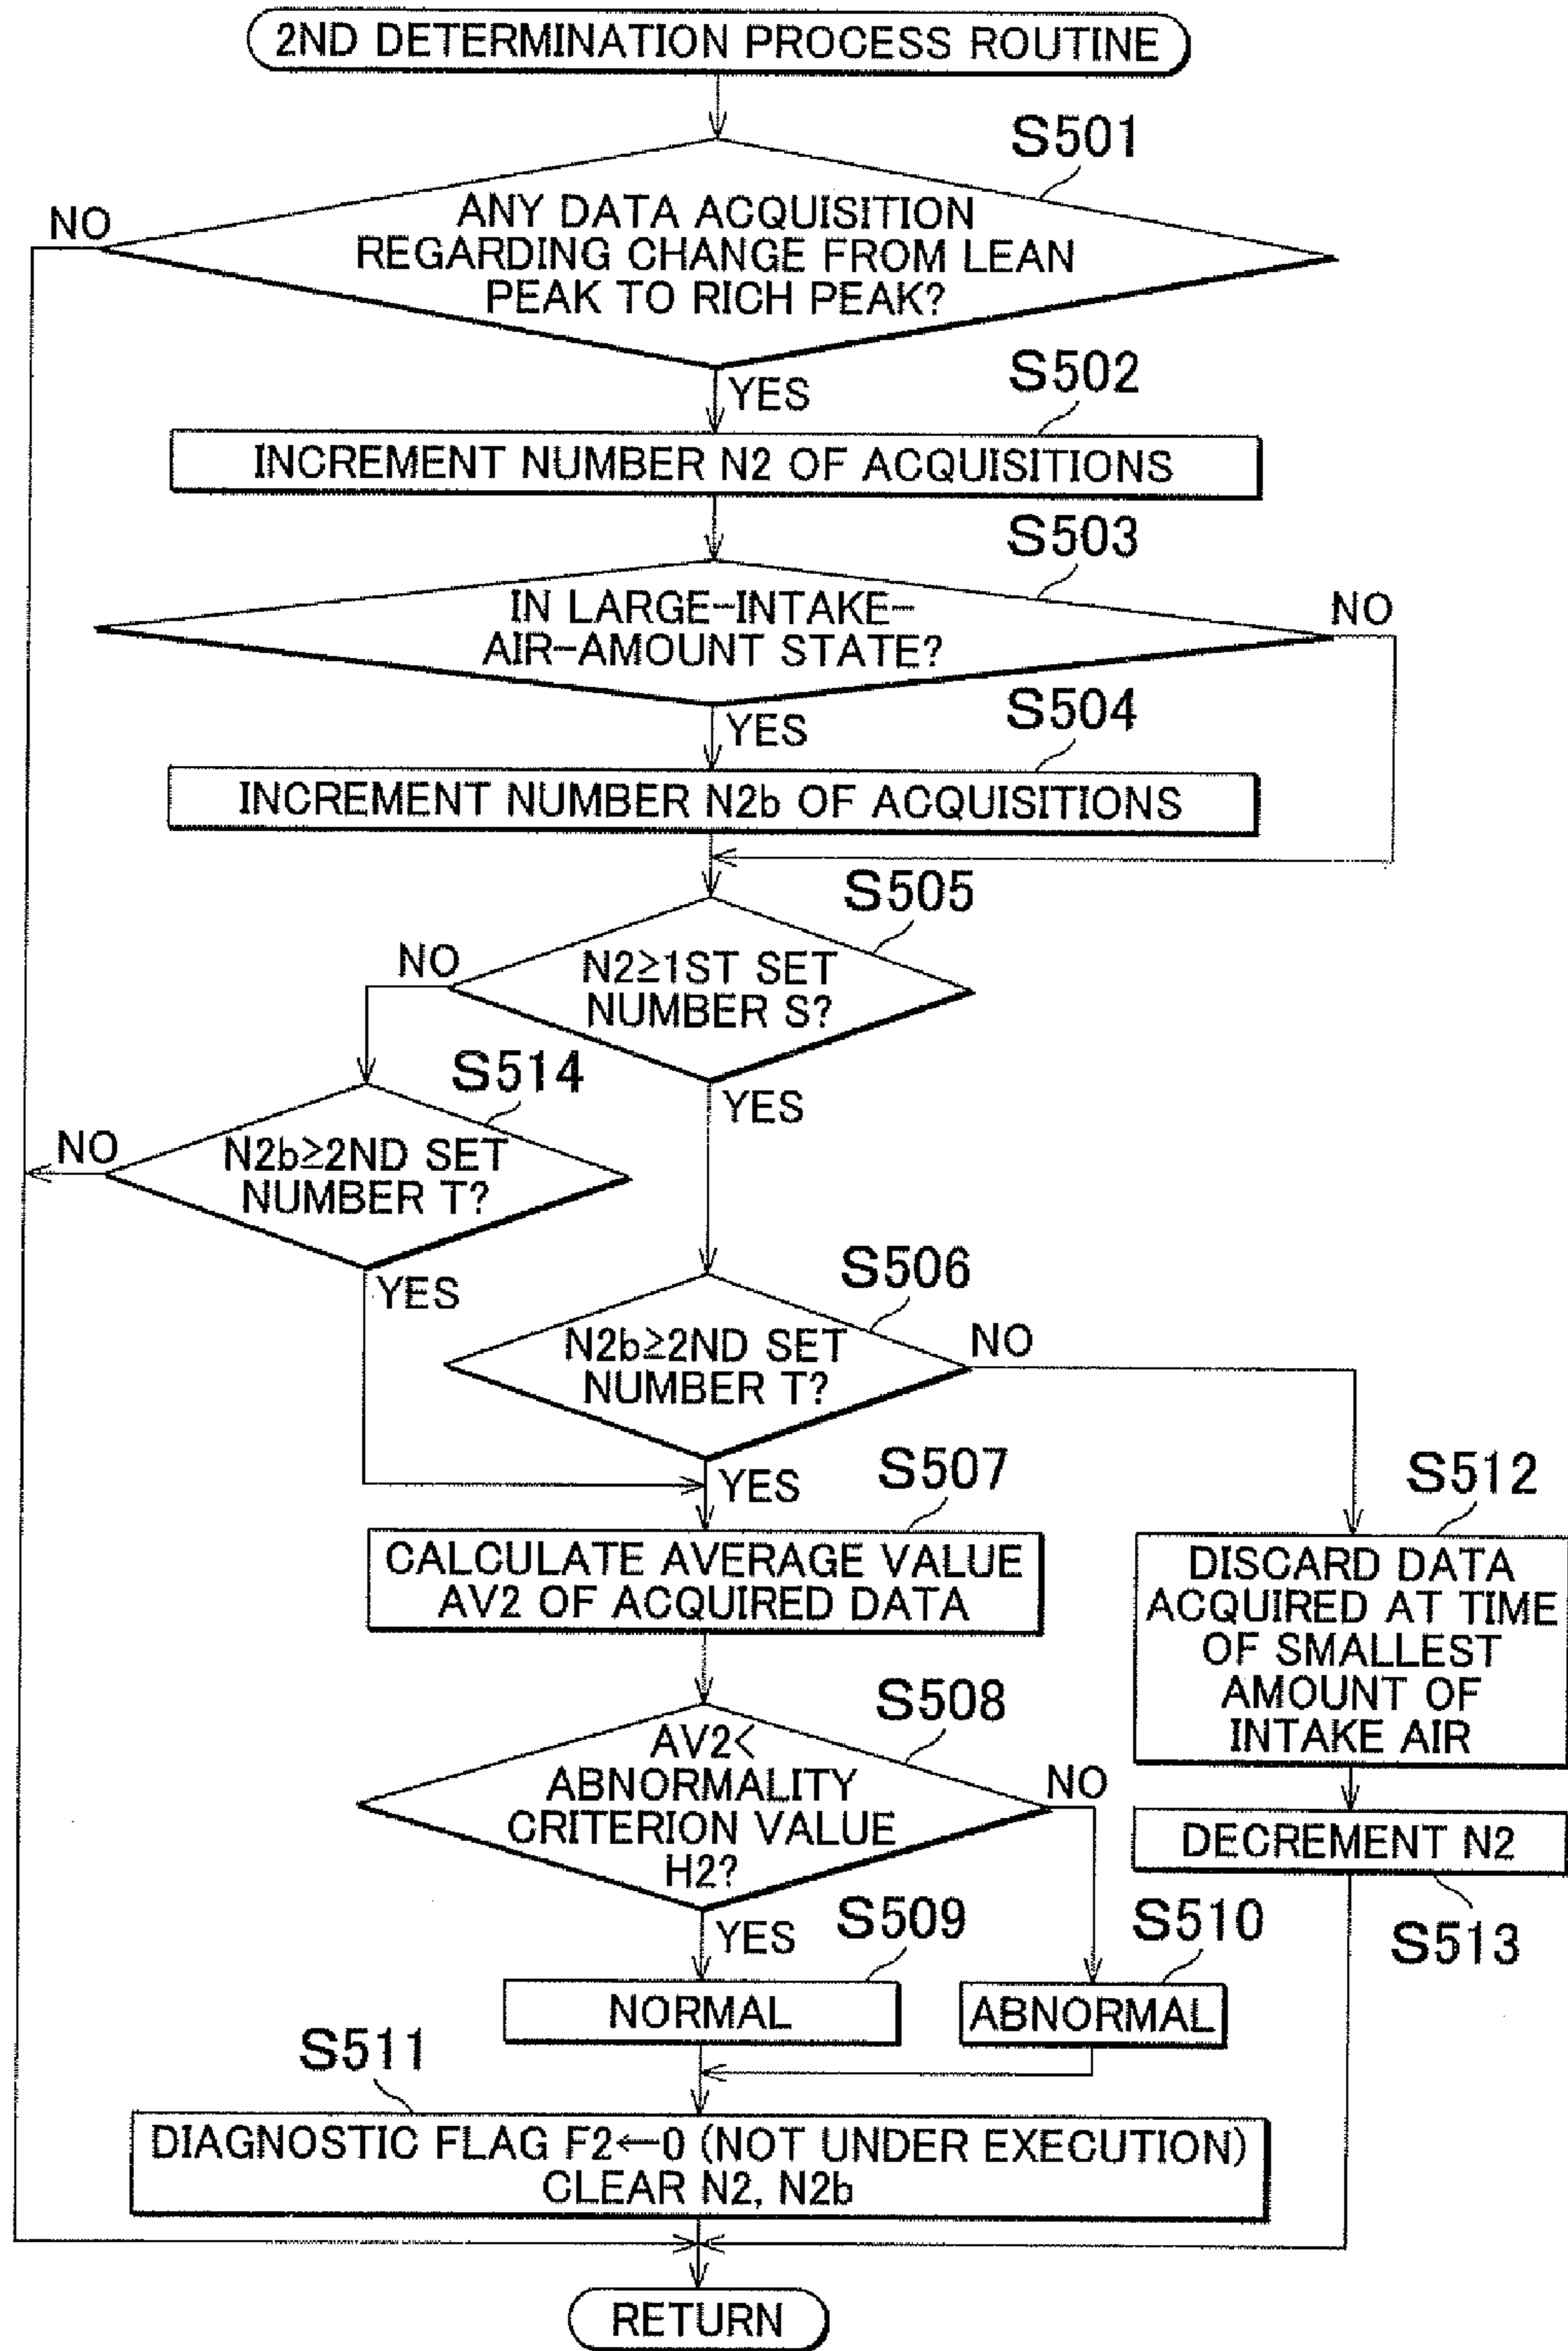 2ND DETERMINATION PROCESS ROUTINE
S501
NO
ANY DATA ACQUISITION
REGARDING CHANGE FROM LEAN
PEAK TO RICH PEAK?
YES
S502
INCREMENT NUMBER N2 OF ACQUISITIONS
S503
IN LARGE-INTAKE-
AIR-AMOUNT STATE?
NO
YES
S504
INCREMENT NUMBER N2b OF ACQUISITIONS
S505
NO
N2≥1ST SET
NUMBER S?
YES
S514
NO
N2b≥2ND SET
NUMBER T?
YES
S506
N2b≥2ND SET
NUMBER T?
NO
YES
S507
CALCULATE AVERAGE VALUE
AV2 OF ACQUIRED DATA
S512
DISCARD DATA
ACQUIRED AT TIME
OF SMALLEST
AMOUNT OF
INTAKE AIR
S508
AV2<
ABNORMALITY
CRITERION VALUE
H2?
NO
YES
DECREMENT N2
S513
S509
NORMAL
S510
ABNORMAL
S511
DIAGNOSTIC FLAG F2←0 (NOT UNDER EXECUTION)
CLEAR N2, N2b
RETURN